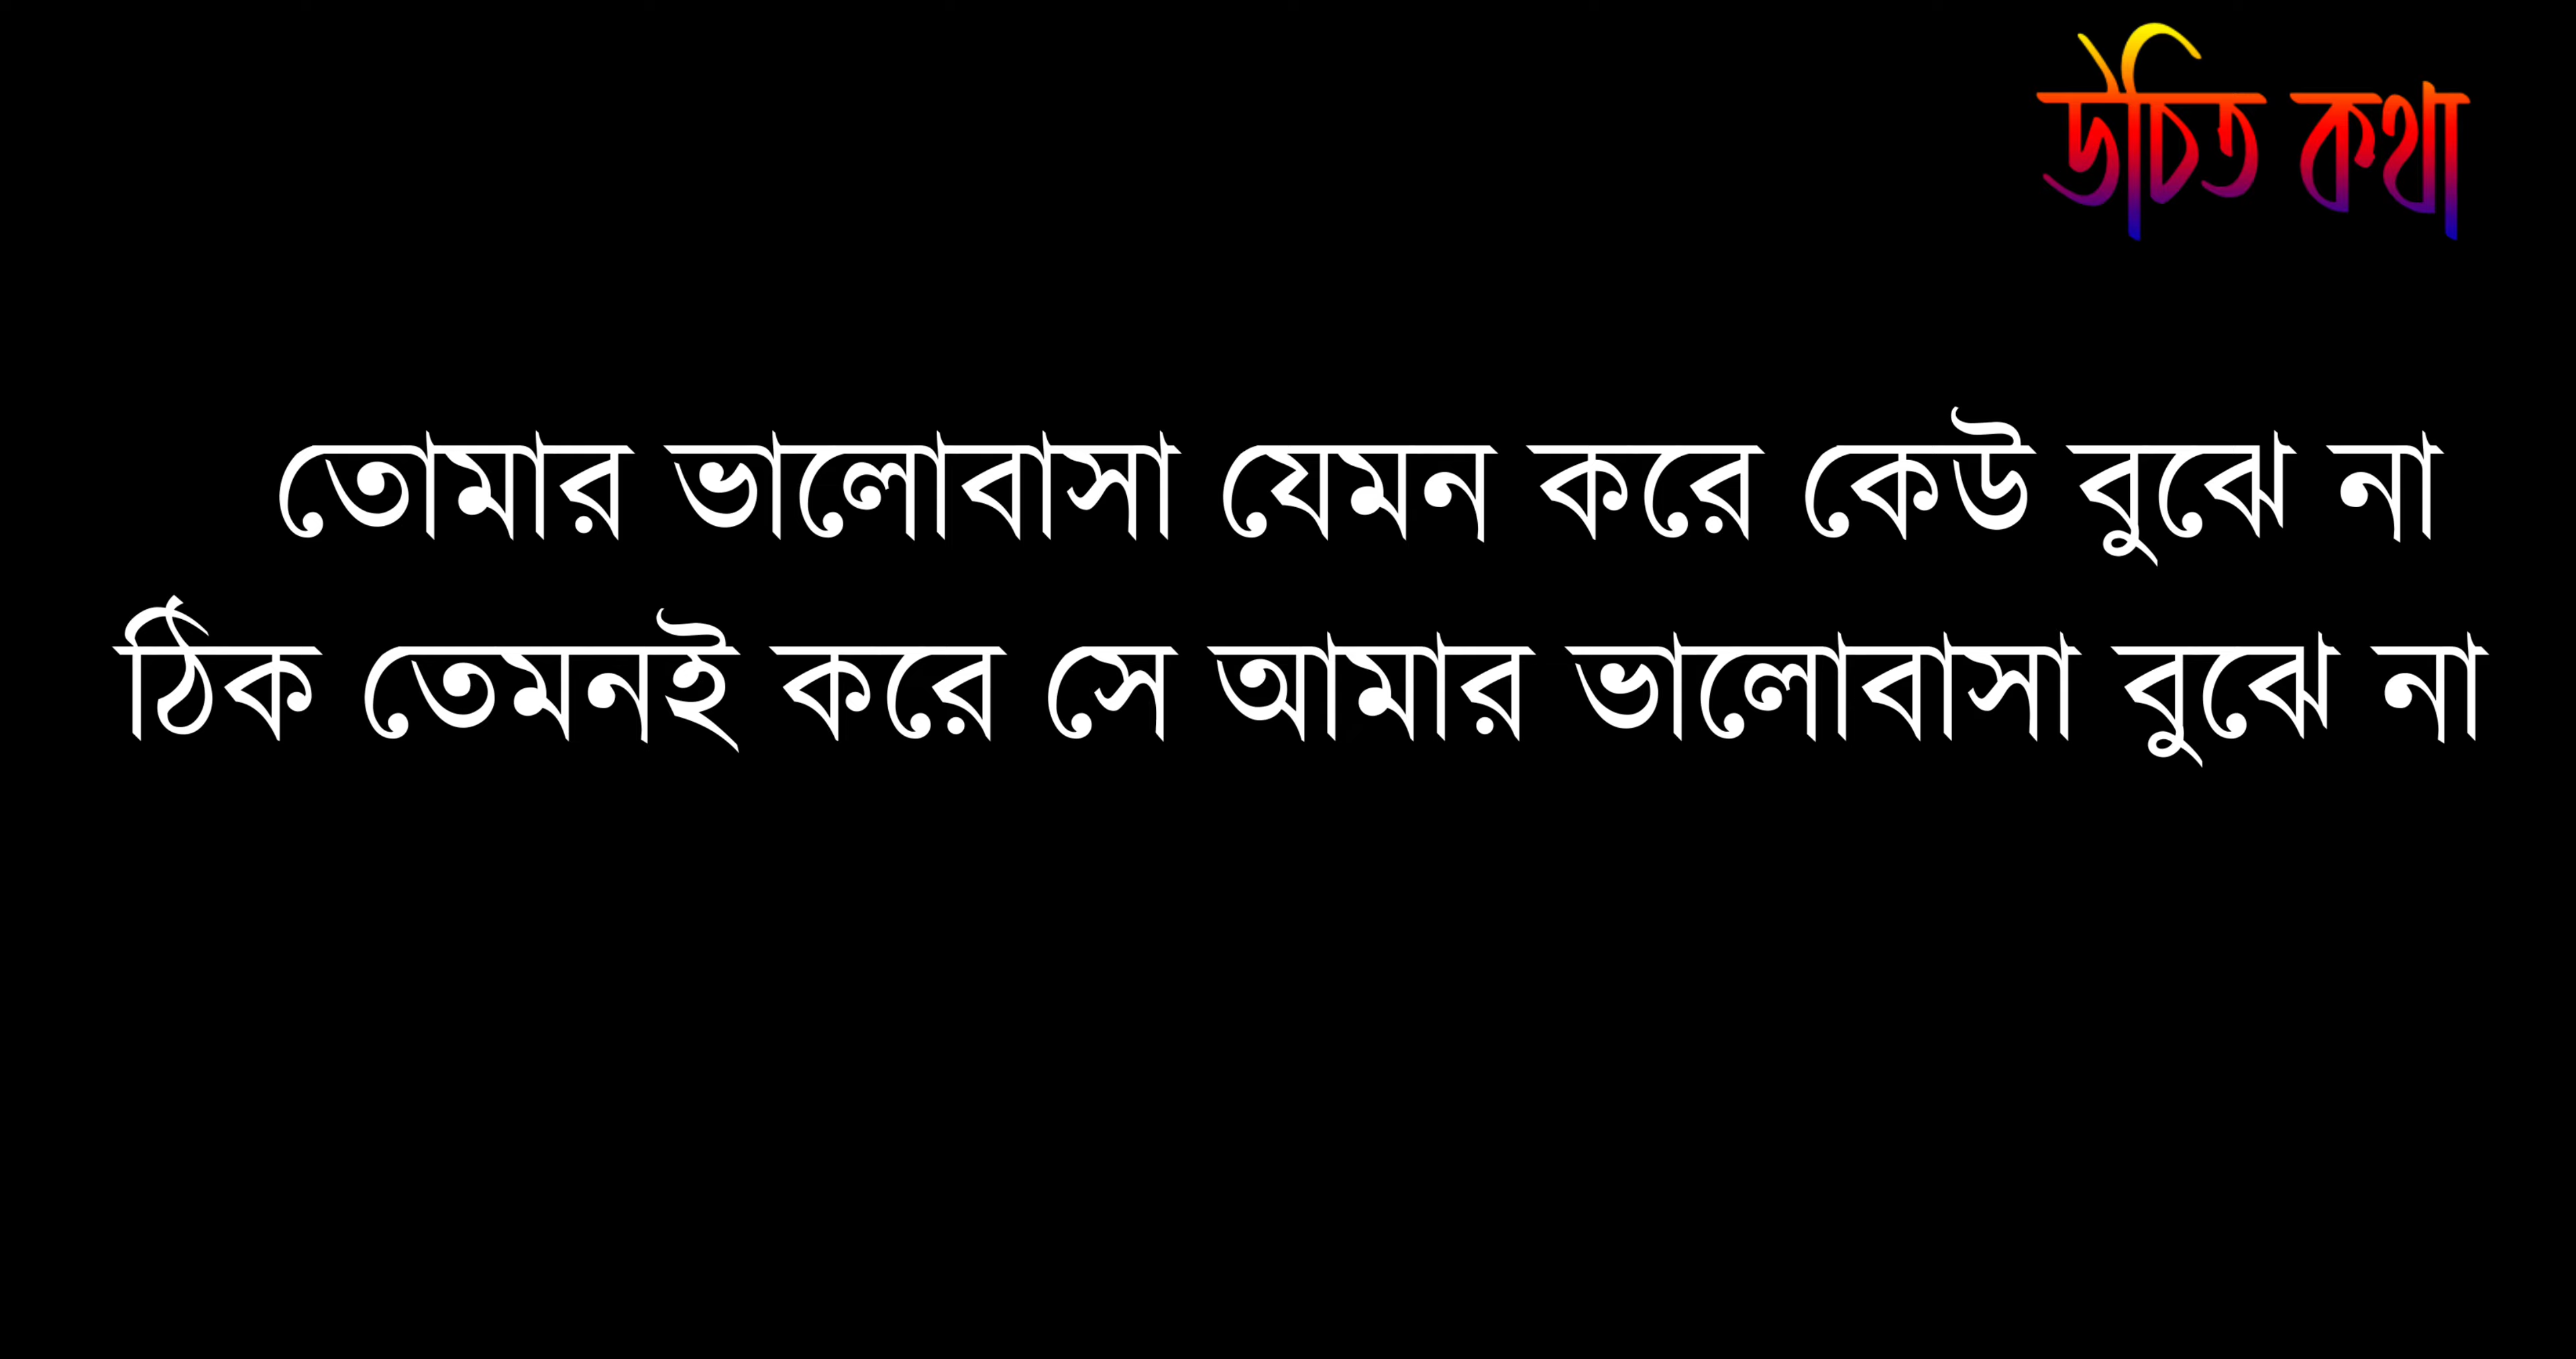 উচিত কথা
তোমার ভালোবাসা যেমন করে কেউ বুঝে না
ঠিক তেমনই করে সে আমার ভালোবাসা বুঝে না